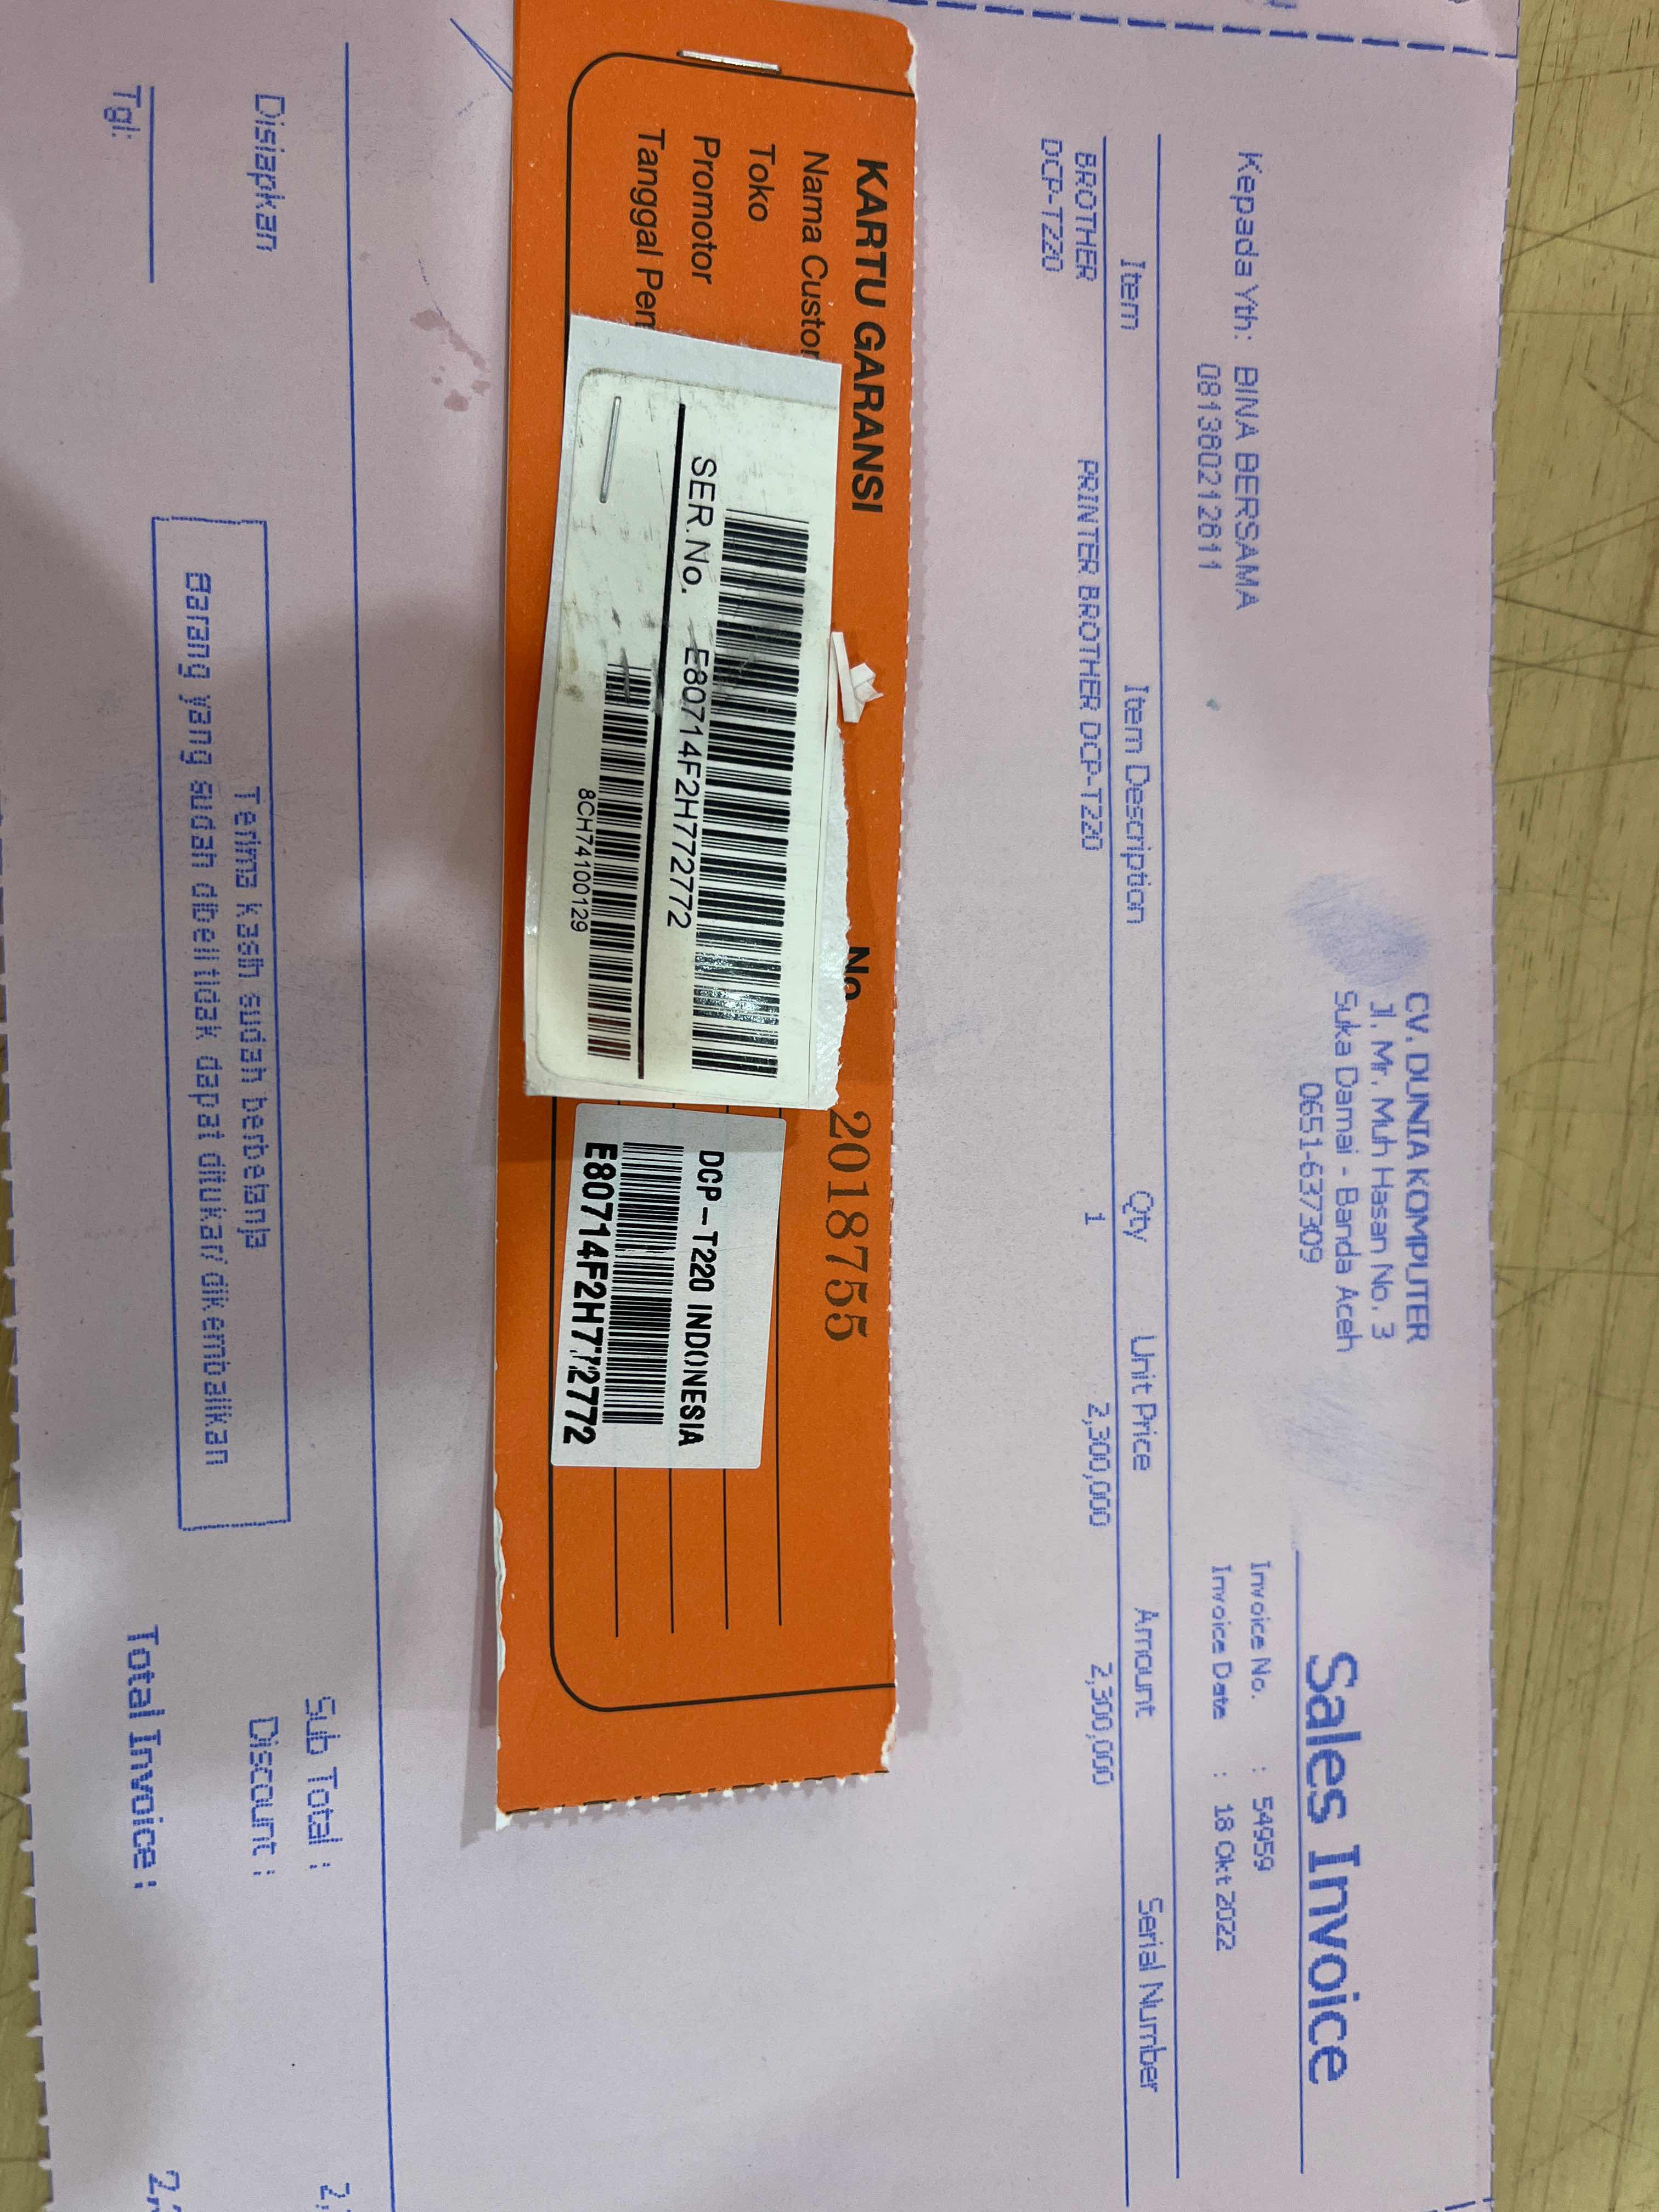 CV. DUNIA KOMPUTER
Jl. Mr. Muh Hasan No. 3
Suka Damai - Banda Aceh
0651-637309
Sales Invoice
Kepada Yth: BINA BERSAMA
081360212611
Invoice No. : 54959
Invoice Date : 18 Okt 2022
Item Item Description Qty Unit Price Amount Serial Number
BROTHER PRINTER BROTHER DCP-T220 1 2,300,000 2,300,000
DCP-T220
KARTU GARANSI No 2018755
Nama Custo
Toko
Promotor
Tanggal Pem
SER.No. E80714F2H772772
8CH74100129
DCP-T220 INDONESIA
E80714F2H772772
Disiapkan
Tgl:
Terima kasih sudah berbelanja
Barang yang sudah dibeli tidak dapat ditukar/ dikembalikan
Sub Total :
Discount :
Total Invoice :